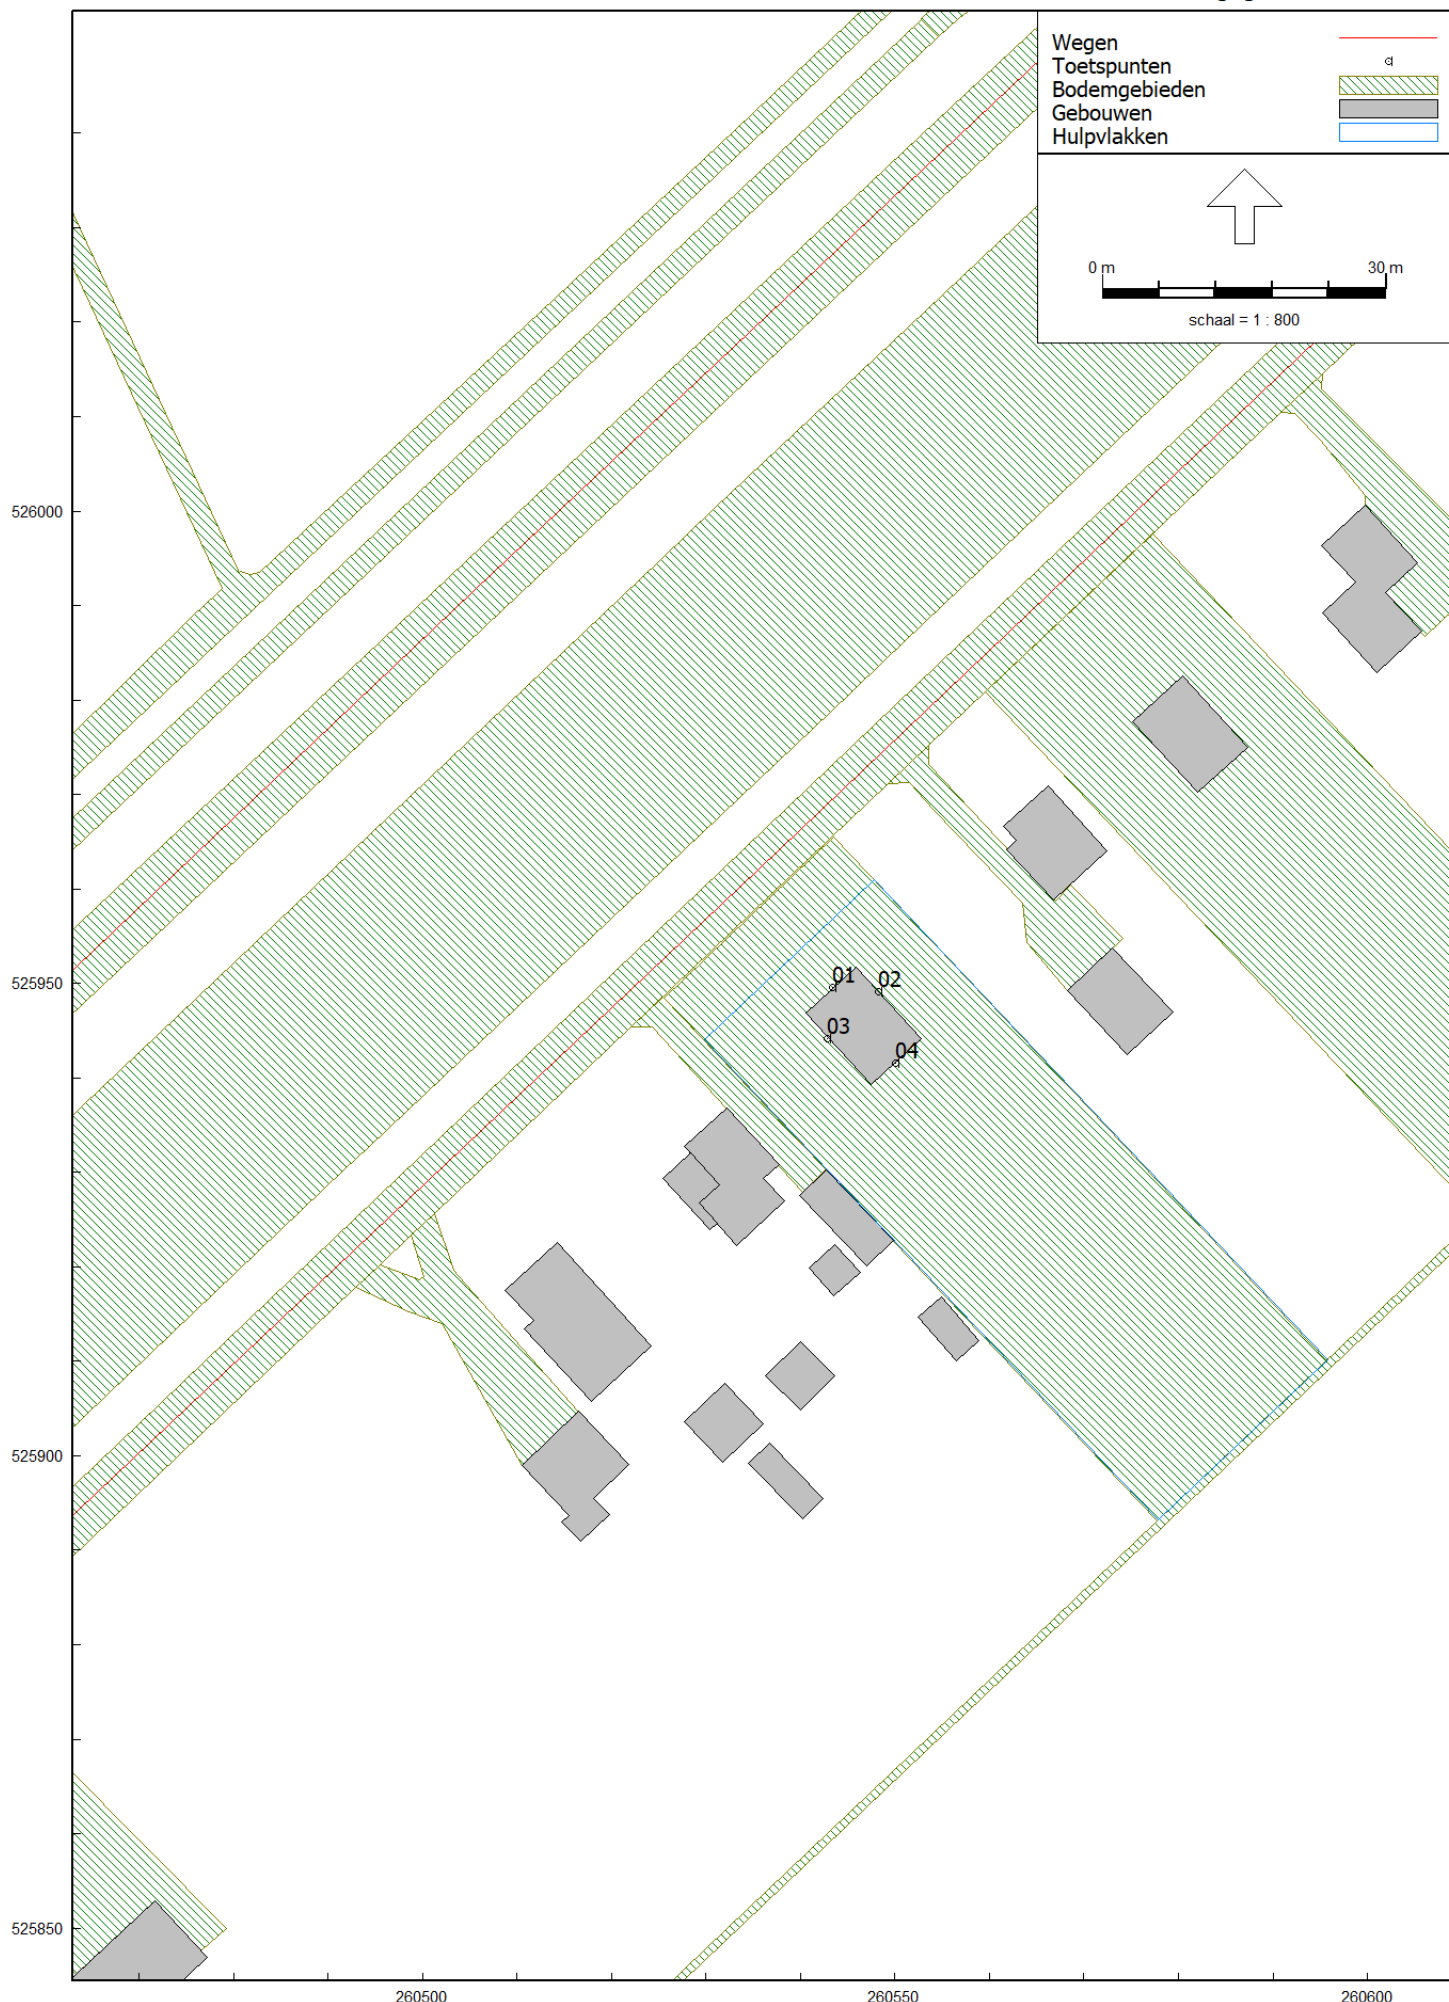 Wegen
Toetspunten
Bodemgebieden
Gebouwen
Hulpvlakken
0 m 30 m
schaal = 1 : 800
526000
525950
525900
525850
01
02
03
04
260500 260550 260600